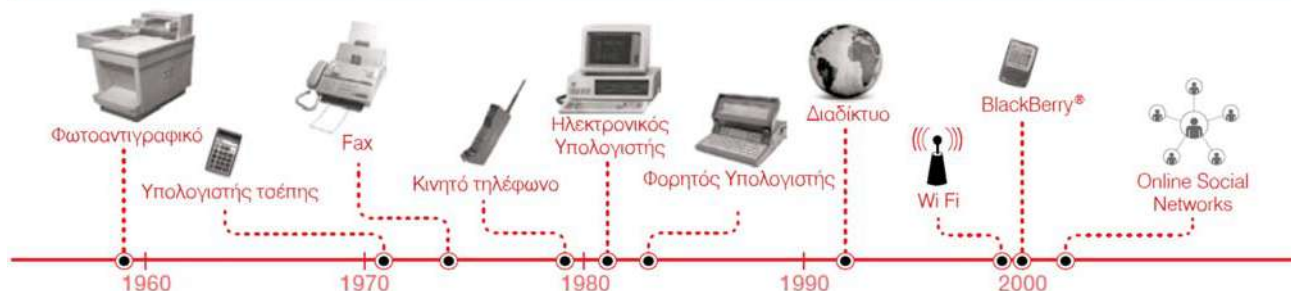 Φωτοαντιγραφικό
Υπολογιστής τσέπης
Fax
Κινητό τηλέφωνο
Ηλεκτρονικός
Υπολογιστής
Φορητός Υπολογιστής
Διαδίκτυο
Wi Fi
BlackBerry®
Online Social
Networks
1960
1970
1980
1990
2000